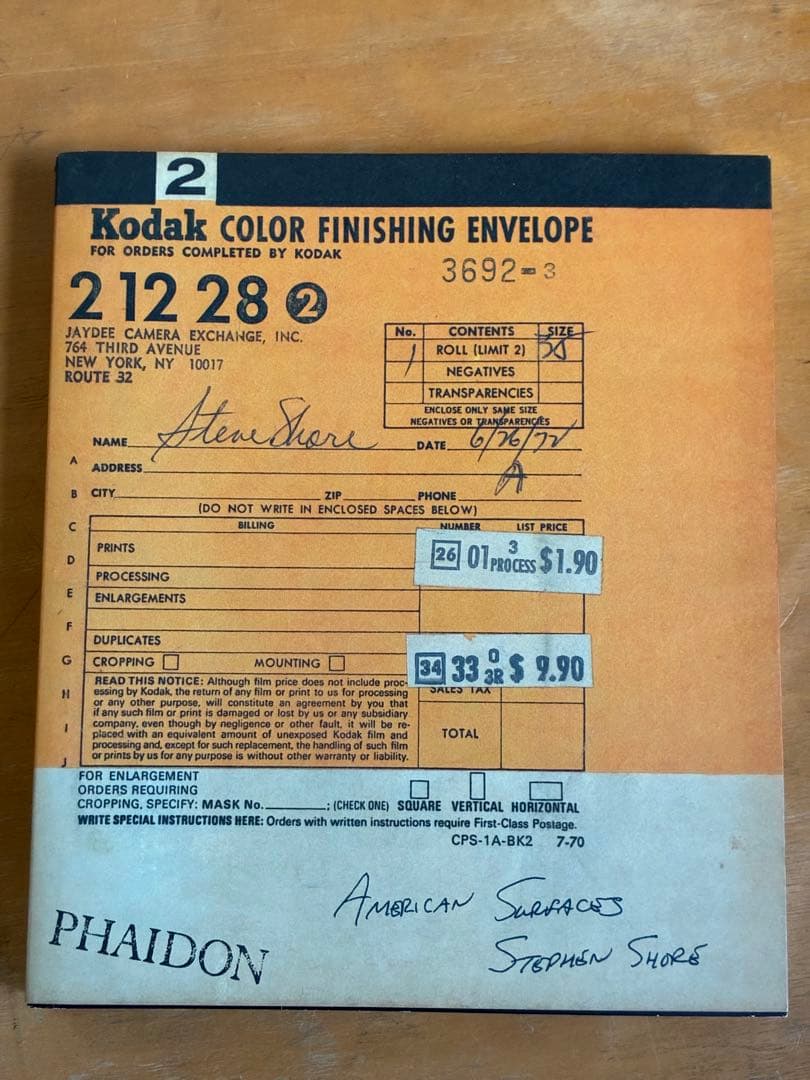 2
Kodak COLOR FINISHING ENVELOPE
FOR ORDERS COMPLETED BY KODAK
3692-3
2 12 28 2
JAYDEE CAMERA EXCHANGE, INC.
764 THIRD AVENUE
NEW YORK, NY 10017
ROUTE 32
No. CONTENTS SIZE
1 ROLL (LIMIT 2) 35
NEGATIVES
TRANSPARENCIES
ENCLOSE ONLY SAME SIZE
NEGATIVES OR TRANSPARENCIES
NAME Steve Shore DATE 6/26/72
A ADDRESS A
B CITY ZIP PHONE
(DO NOT WRITE IN ENCLOSED SPACES BELOW)
C BILLING NUMBER LIST PRICE
PRINTS 26 01 3 PROCESS $1.90
D
PROCESSING
E ENLARGEMENTS
F
DUPLICATES
G CROPPING MOUNTING 34 33 0 3R $ 9.90
READ THIS NOTICE: Although film price does not include proc-
essing by Kodak, the return of any film or print to us for processing
or any other purpose, will constitute an agreement by you that
if any such film or print is damaged or lost by us or any subsidiary
company, even though by negligence or other fault, it will be re-
placed with an equivalent amount of unexposed Kodak film and
processing and, except for such replacement, the handling of such film
or prints by us for any purpose is without other warranty or liability.
SALES TAX
TOTAL
H
I
J
FOR ENLARGEMENT
ORDERS REQUIRING
CROPPING, SPECIFY: MASK No. ; (CHECK ONE) SQUARE VERTICAL HORIZONTAL
WRITE SPECIAL INSTRUCTIONS HERE: Orders with written instructions require First-Class Postage.
CPS-1A-BK2 7-70
AMERICAN SURFACES
STEPHEN SHORE
PHAIDON